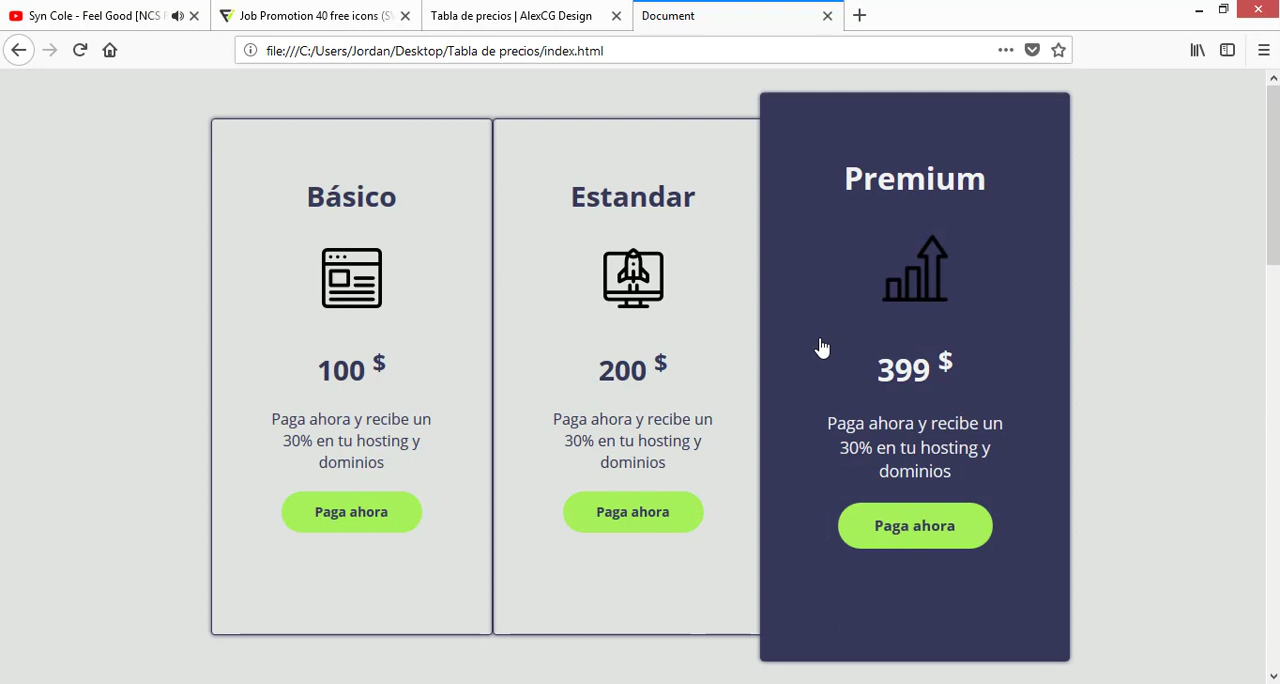 Syn Cole - Feel Good [NCS
Job Promotion 40 free icons (S
Tabla de precios | AlexCG Design
Document
file:///C:/Users/Jordan/Desktop/Tabla de precios/index.html
Básico
100 $
Paga ahora y recibe un
30% en tu hosting y
dominios
Paga ahora
Estandar
200 $
Paga ahora y recibe un
30% en tu hosting y
dominios
Paga ahora
Premium
399 $
Paga ahora y recibe un
30% en tu hosting y
dominios
Paga ahora